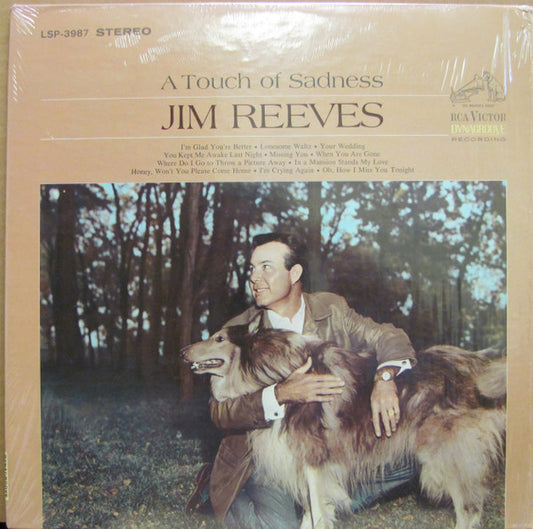 LSP-3987 STEREO
A Touch of Sadness
JIM REEVES
I'm Glad You're Better • Lonesome Waltz • Your Wedding
You Kept Me Awake Last Night • Missing You • When You Are Gone
Where Do I Go to Throw a Picture Away • In a Mansion Stands My Love
Honey, Won't You Please Come Home • I'm Crying Again • Oh, How I Miss You Tonight
"HIS MASTER'S VOICE"
RCA VICTOR
DYNAGROOVE
RECORDING